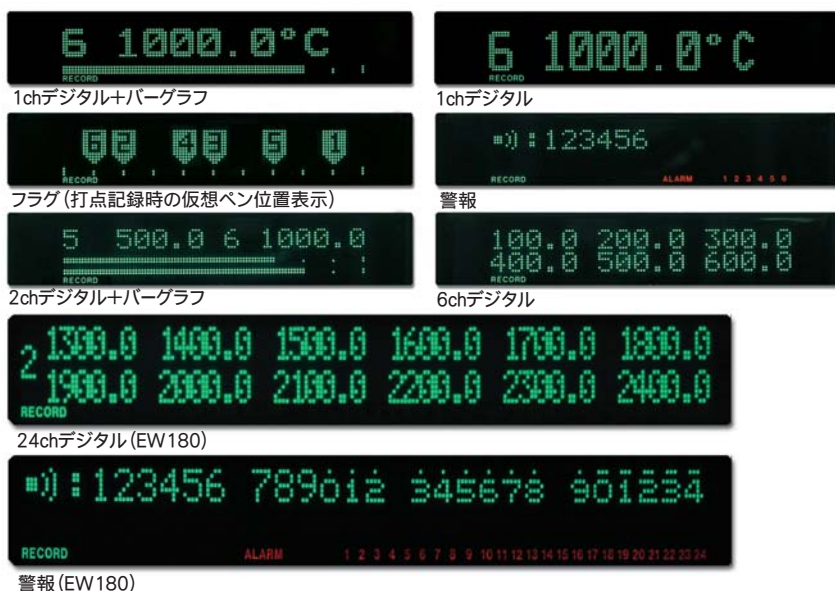 6 1000.0°C
RECORD
1chデジタル+バーグラフ
6 1000.0°C
RECORD
1chデジタル
6 2 4 3 5 1
RECORD
フラグ(打点記録時の仮想ペン位置表示)
:123456
RECORD ALARM 1 2 3 4 5 6
警報
5 500.0 6 1000.0
RECORD
2chデジタル+バーグラフ
100.0 200.0 300.0
400.0 500.0 600.0
RECORD
6chデジタル
2 1300.0 1400.0 1500.0 1600.0 1700.0 1800.0
1900.0 2000.0 2100.0 2200.0 2300.0 2400.0
RECORD
24chデジタル(EW180)
:123456 789012 345678 901234
RECORD ALARM 1 2 3 4 5 6 7 8 9 10 11 12 13 14 15 16 17 18 19 20 21 22 23 24
警報(EW180)